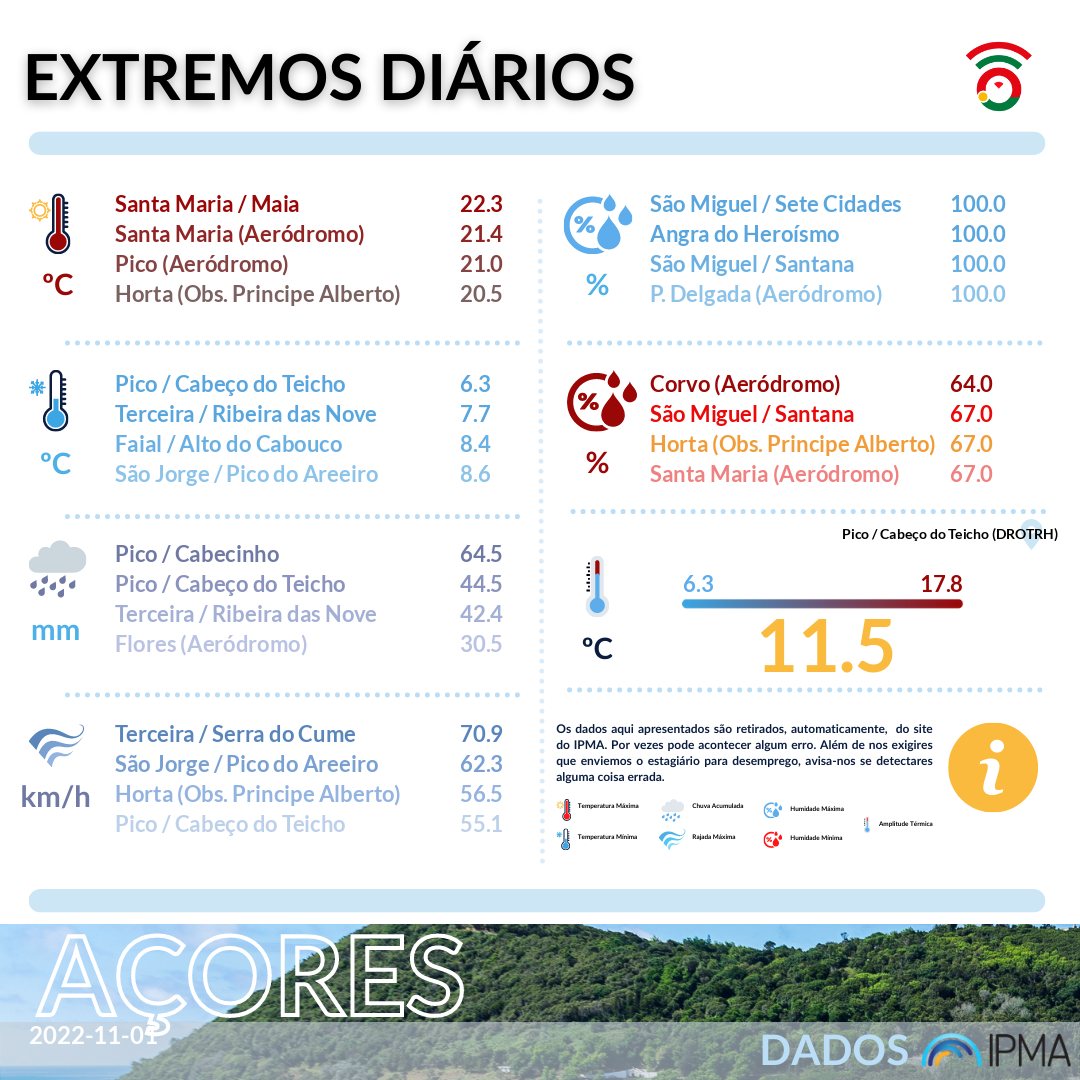 EXTREMOS DIÁRIOS
ºC
Santa Maria / Maia 22.3
Santa Maria (Aeródromo) 21.4
Pico (Aeródromo) 21.0
Horta (Obs. Principe Alberto) 20.5
ºC
Pico / Cabeço do Teicho 6.3
Terceira / Ribeira das Nove 7.7
Faial / Alto do Cabouco 8.4
São Jorge / Pico do Areeiro 8.6
mm
Pico / Cabecinho 64.5
Pico / Cabeço do Teicho 44.5
Terceira / Ribeira das Nove 42.4
Flores (Aeródromo) 30.5
km/h
Terceira / Serra do Cume 70.9
São Jorge / Pico do Areeiro 62.3
Horta (Obs. Principe Alberto) 56.5
Pico / Cabeço do Teicho 55.1
%
%
São Miguel / Sete Cidades 100.0
Angra do Heroísmo 100.0
São Miguel / Santana 100.0
P. Delgada (Aeródromo) 100.0
%
%
Corvo (Aeródromo) 64.0
São Miguel / Santana 67.0
Horta (Obs. Principe Alberto) 67.0
Santa Maria (Aeródromo) 67.0
Pico / Cabeço do Teicho (DROTRH)
ºC
6.3 17.8
11.5
Os dados aqui apresentados são retirados, automaticamente, do site
do IPMA. Por vezes pode acontecer algum erro. Além de nos exigires
que enviemos o estagiário para desemprego, avisa-nos se detectares
alguma coisa errada.
i
Temperatura Máxima
Chuva Acumulada
Humidade Máxima
Amplitude Térmica
Temperatura Mínima
Rajada Máxima
Humidade Mínima
AÇORES
2022-11-01
DADOS IPMA